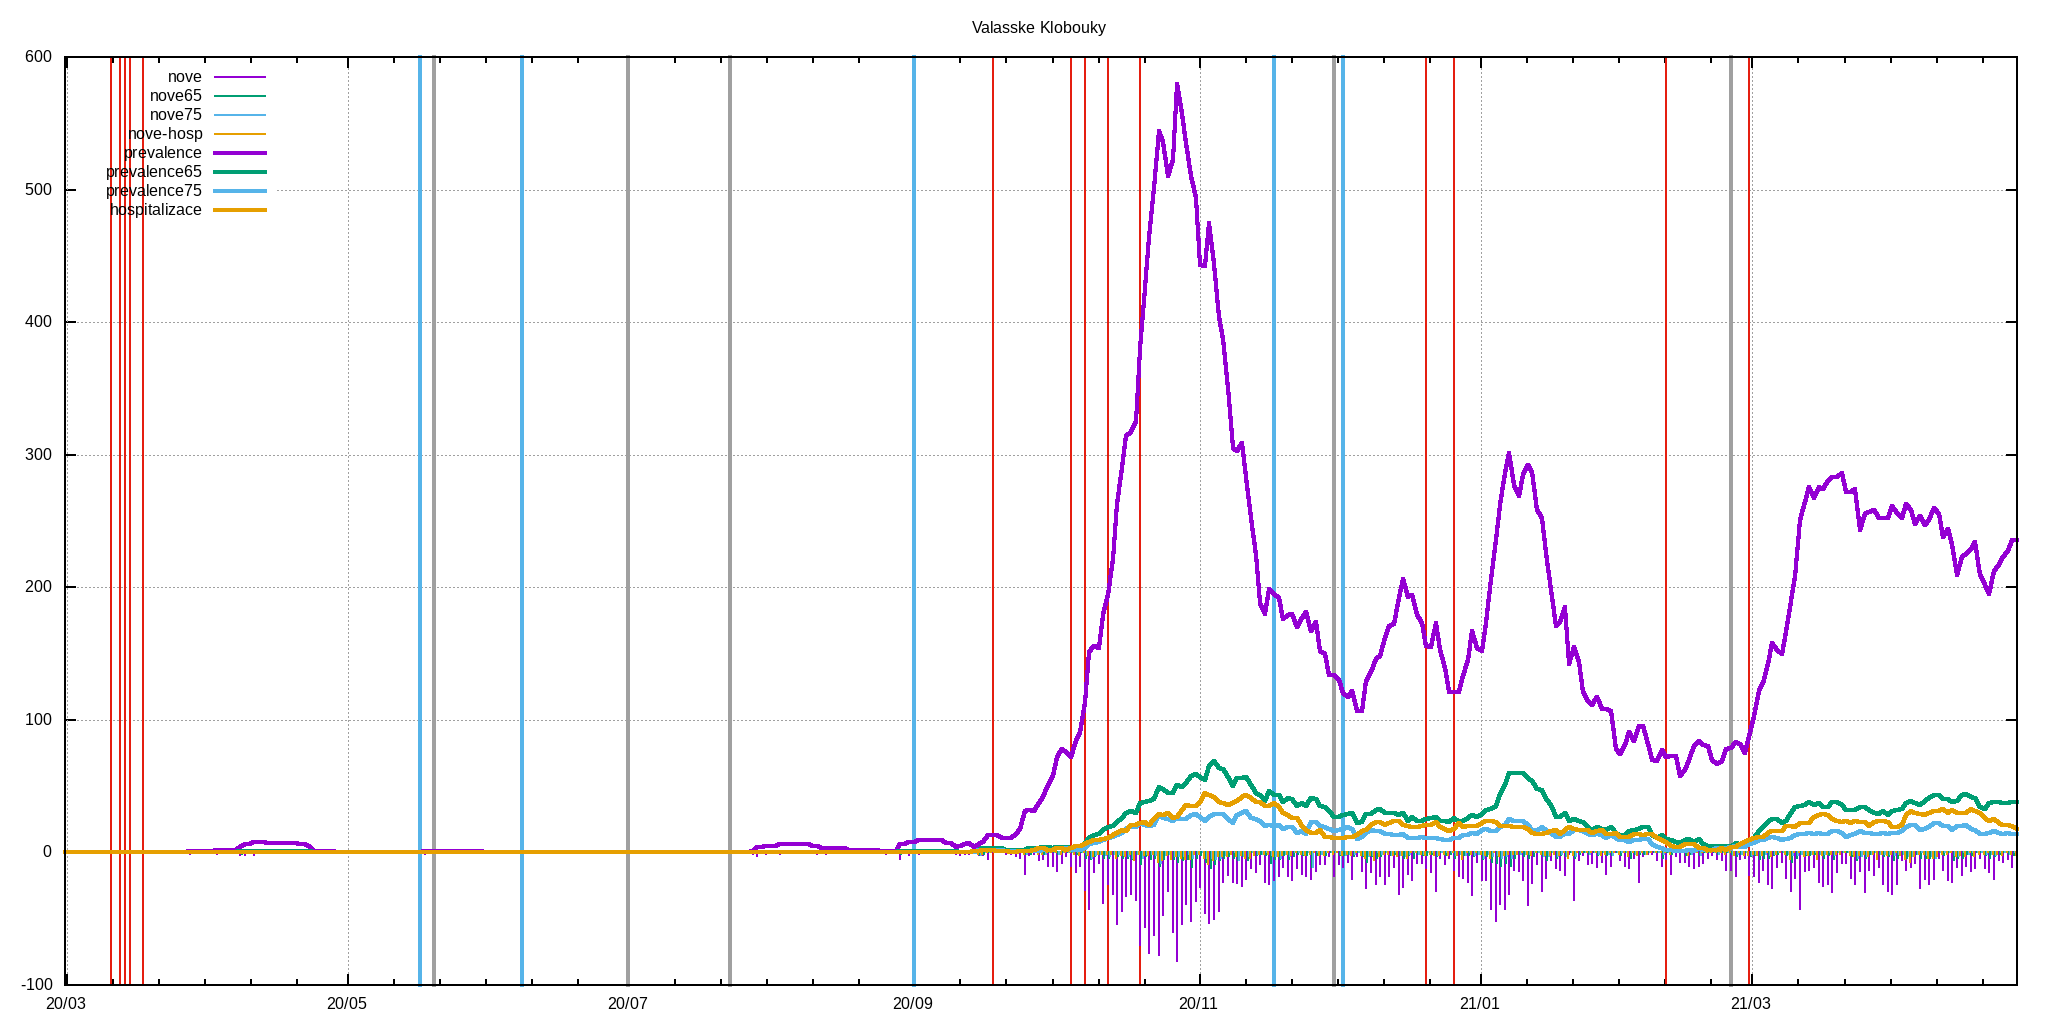 Valasske Klobouky
600
500
400
300
200
100
0
-100
nove
nove65
nove75
nove-hosp
prevalence
prevalence65
prevalence75
hospitalizace
20/03
20/05
20/07
20/09
20/11
21/01
21/03